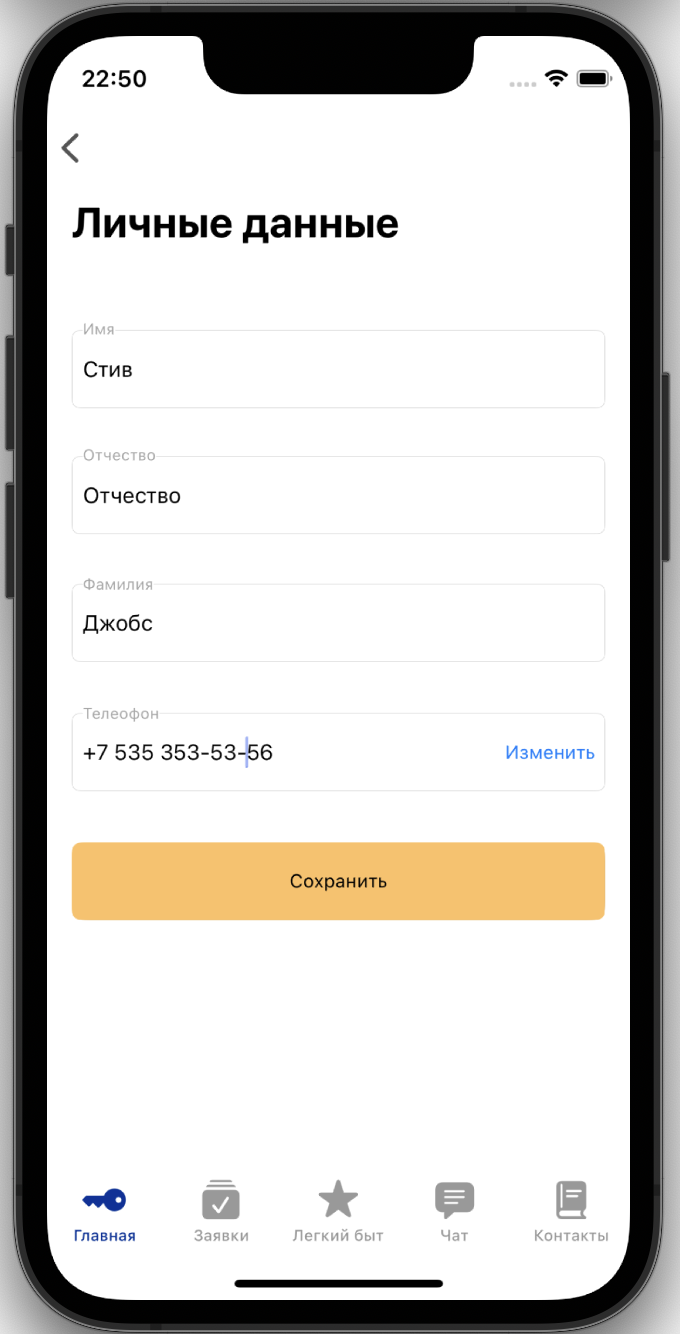 22:50
Личные данные
Имя
Стив
Отчество
Отчество
Фамилия
Джобс
Телеофон
+7 535 353-53-56
Изменить
Сохранить
Главная
Заявки
Легкий быт
Чат
Контакты